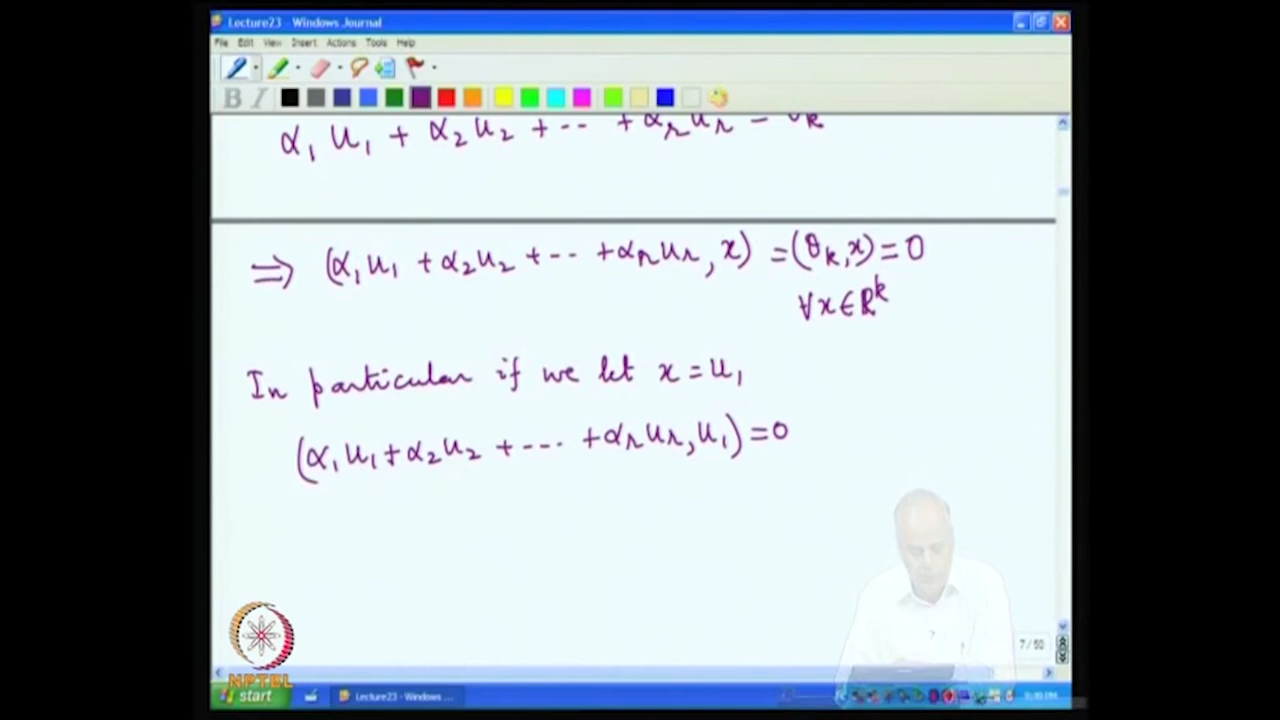 Lecture23 - Windows Journal
File Edit View Insert Actions Tools Help
B I
α₁ u₁ + α₂ u₂ + -- + αᵣ uᵣ = θₖ
⇒ (α₁ u₁ + α₂ u₂ + -- + αᵣ uᵣ, x) = (θₖ, x) = 0
∀x ∈ ℝᵏ
In particular if we let x = u₁
(α₁ u₁ + α₂ u₂ + ---- + αᵣ uᵣ, u₁) = 0
7 / 50
NPTEL
start Lecture23 - Windows ...